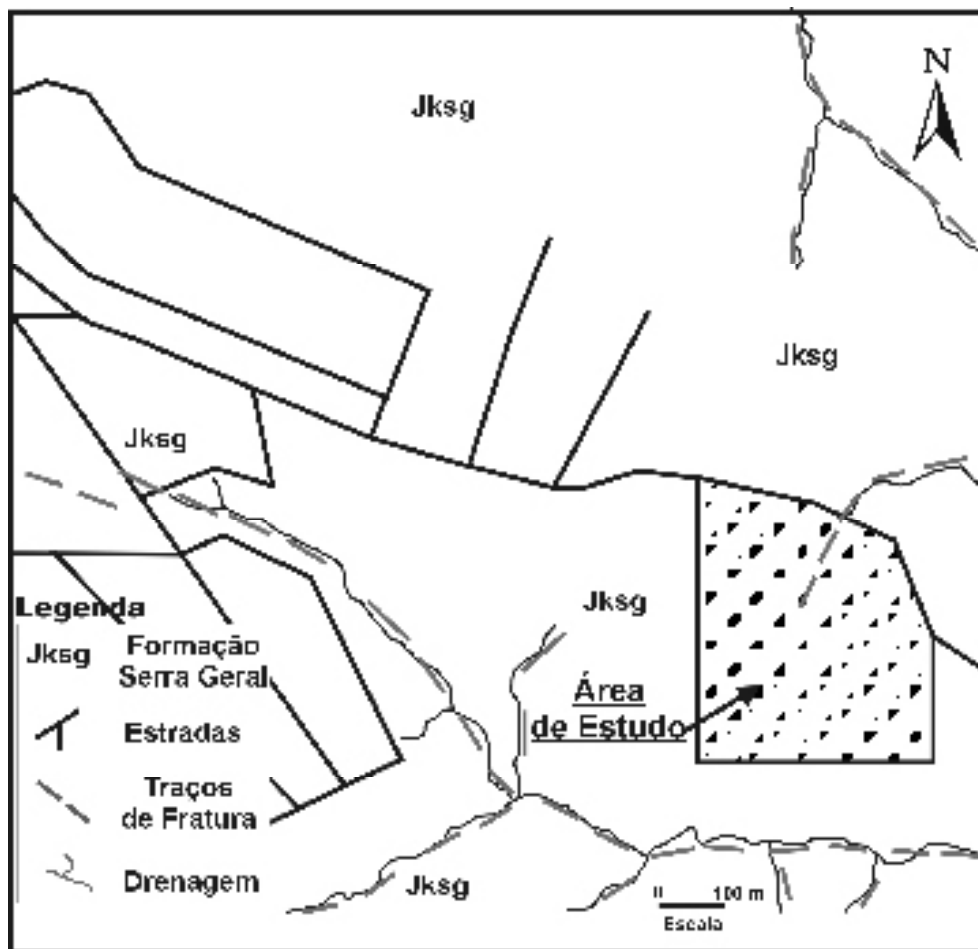 Jksg
N
Jksg
Jksg
Jksg
Área
de Estudo
Legenda
Jksg Formação
Serra Geral
Estradas
Traços
de Fratura
Drenagem
Jksg
0 100 m
Escala